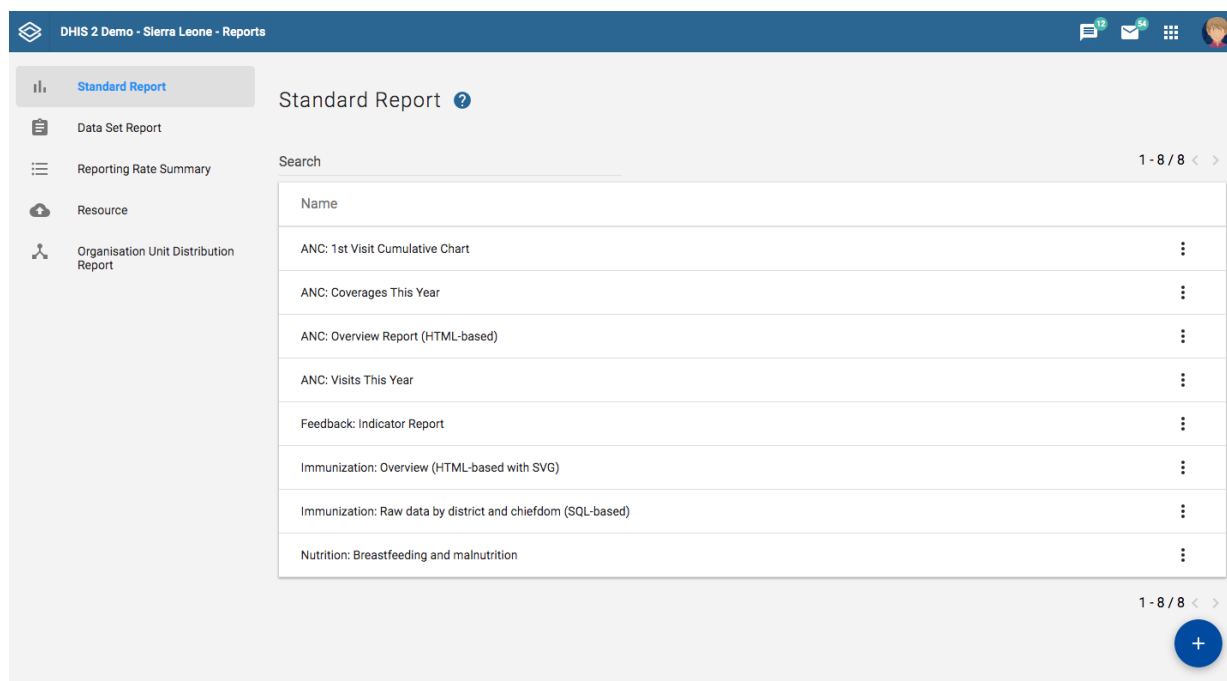 DHIS 2 Demo - Sierra Leone - Reports
12
54
Standard Report
Data Set Report
Reporting Rate Summary
Resource
Organisation Unit Distribution
Report
Standard Report ?
Search
1 - 8 / 8 < >
Name
ANC: 1st Visit Cumulative Chart
ANC: Coverages This Year
ANC: Overview Report (HTML-based)
ANC: Visits This Year
Feedback: Indicator Report
Immunization: Overview (HTML-based with SVG)
Immunization: Raw data by district and chiefdom (SQL-based)
Nutrition: Breastfeeding and malnutrition
1 - 8 / 8 < >
+